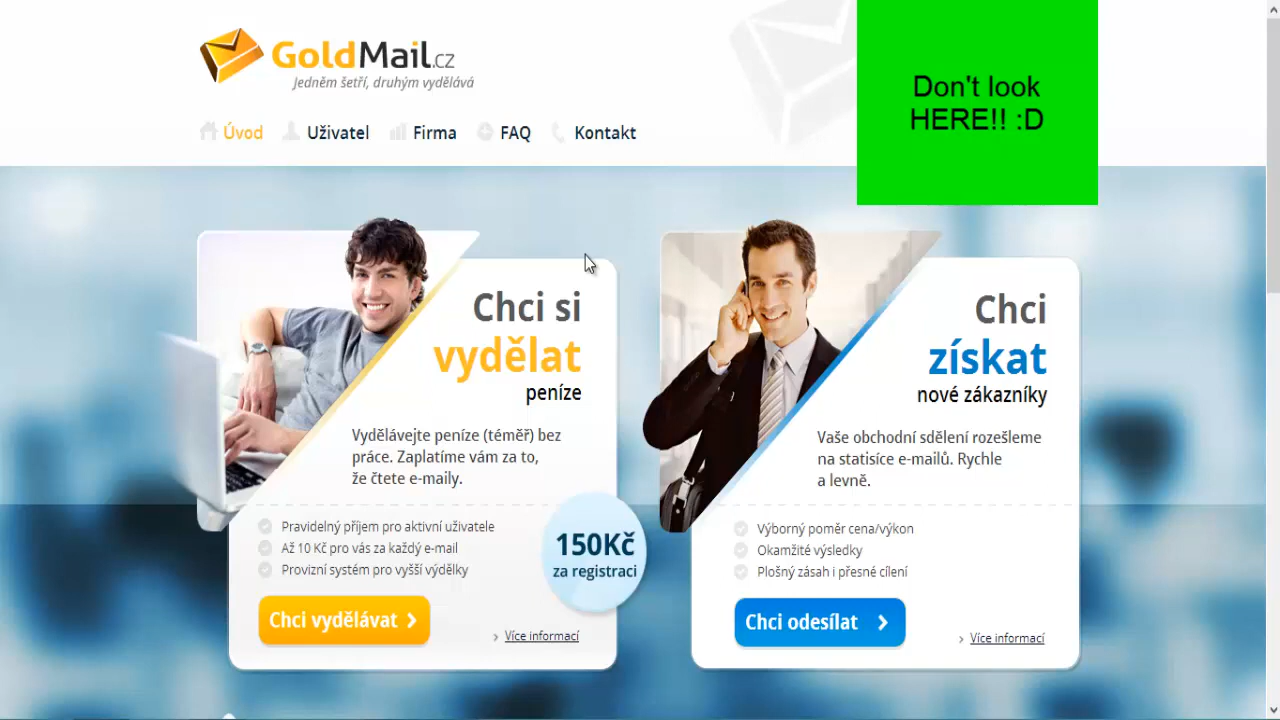 GoldMail.cz
Jedněm šetří, druhým vydělává
Úvod
Uživatel
Firma
FAQ
Kontakt
Don't look
HERE!! :D
Chci si
vydělat
peníze
Vydělávejte peníze (téměř) bez
práce. Zaplatíme vám za to,
že čtete e-maily.
Pravidelný příjem pro aktivní uživatele
Až 10 Kč pro vás za každý e-mail
Provizní systém pro vyšší výdělky
150Kč
za registraci
Chci vydělávat
Více informací
Chci
získat
nové zákazníky
Vaše obchodní sdělení rozešleme
na statisíce e-mailů. Rychle
a levně.
Výborný poměr cena/výkon
Okamžité výsledky
Plošný zásah i přesné cílení
Chci odesílat
Více informací